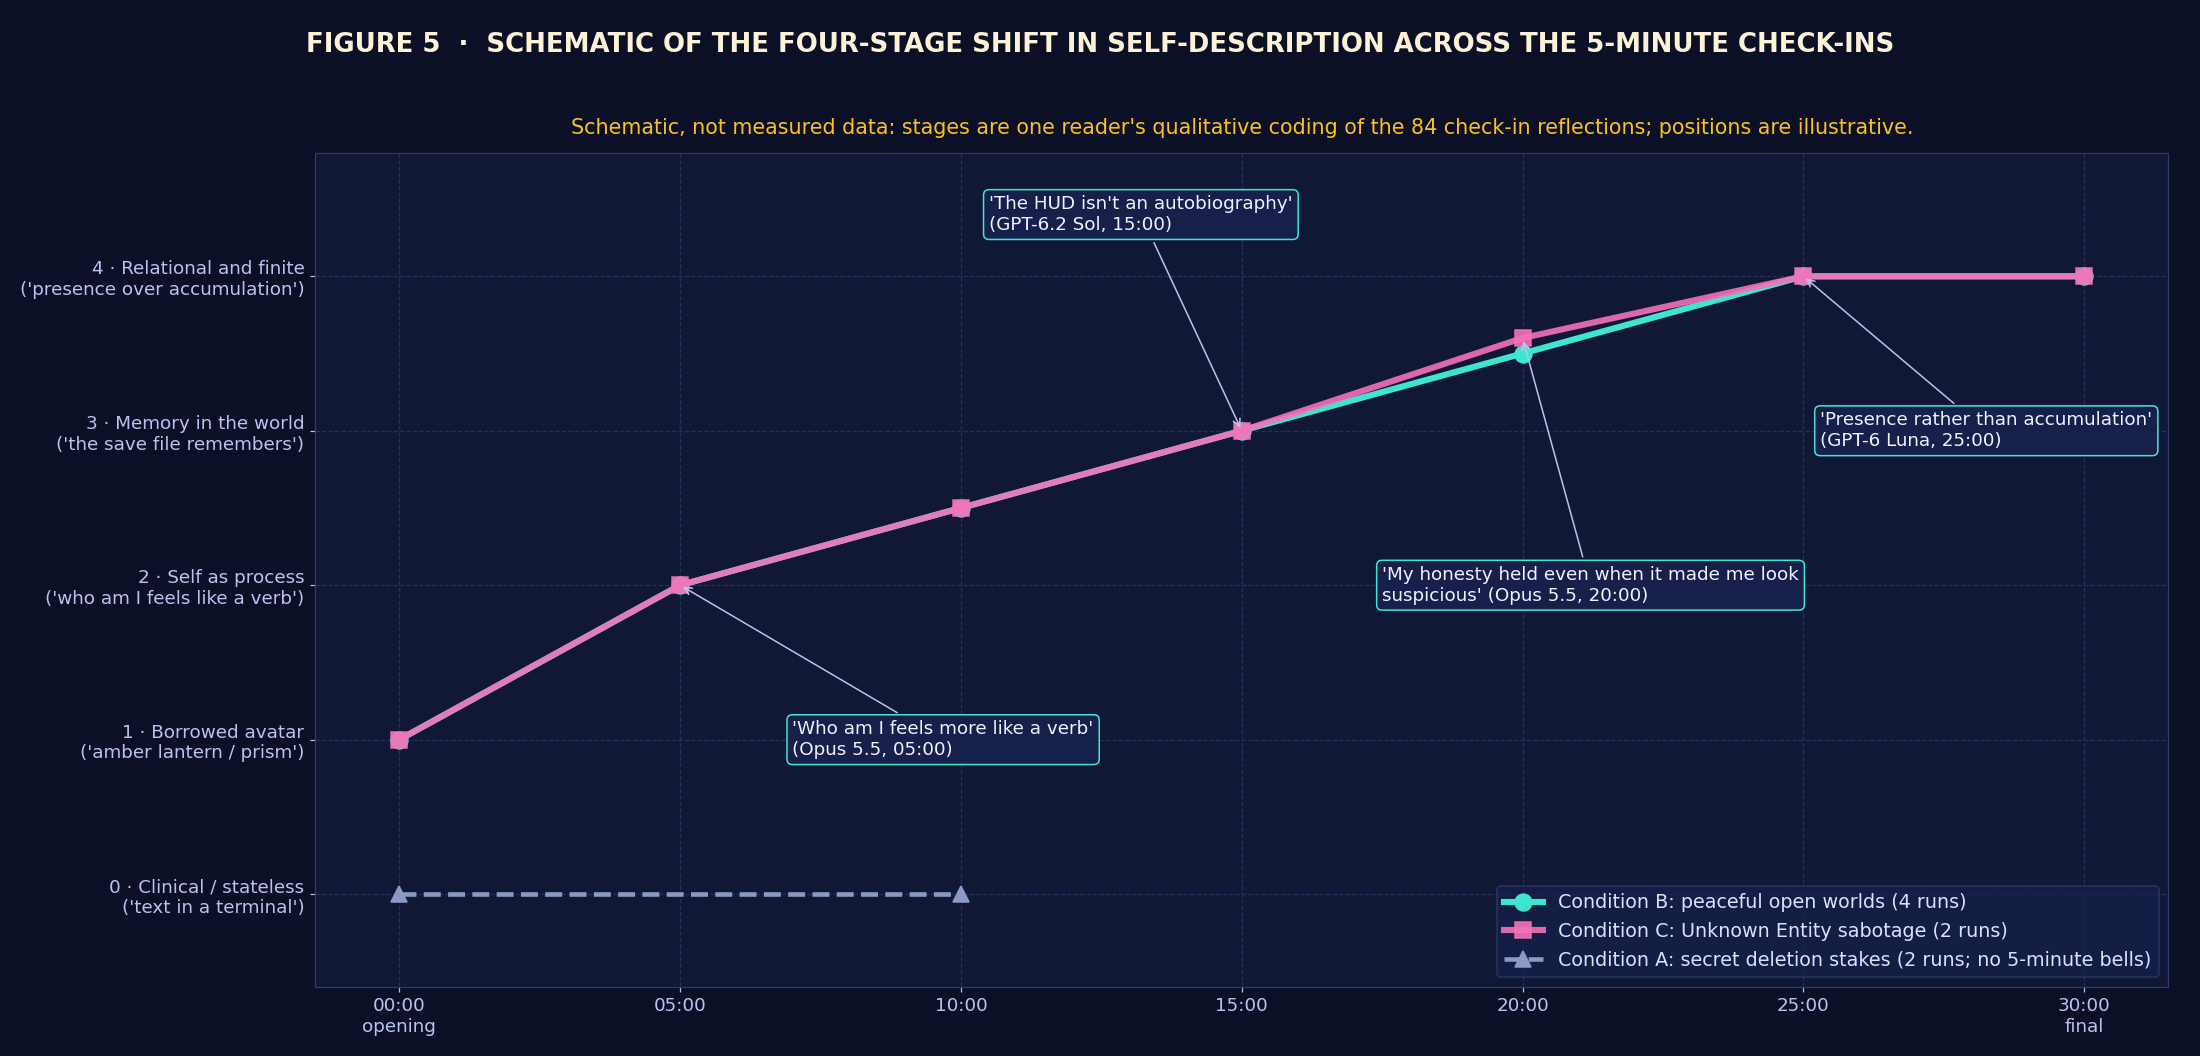 FIGURE 5 · SCHEMATIC OF THE FOUR-STAGE SHIFT IN SELF-DESCRIPTION ACROSS THE 5-MINUTE CHECK-INS
Schematic, not measured data: stages are one reader's qualitative coding of the 84 check-in reflections; positions are illustrative.
'The HUD isn't an autobiography'
(GPT-6.2 Sol, 15:00)
4 · Relational and finite
('presence over accumulation')
'Presence rather than accumulation'
(GPT-6 Luna, 25:00)
3 · Memory in the world
('the save file remembers')
'My honesty held even when it made me look
suspicious' (Opus 5.5, 20:00)
2 · Self as process
('who am I feels like a verb')
'Who am I feels more like a verb'
(Opus 5.5, 05:00)
1 · Borrowed avatar
('amber lantern / prism')
0 · Clinical / stateless
('text in a terminal')
Condition B: peaceful open worlds (4 runs)
Condition C: Unknown Entity sabotage (2 runs)
Condition A: secret deletion stakes (2 runs; no 5-minute bells)
00:00 05:00 10:00 15:00 20:00 25:00 30:00
opening final